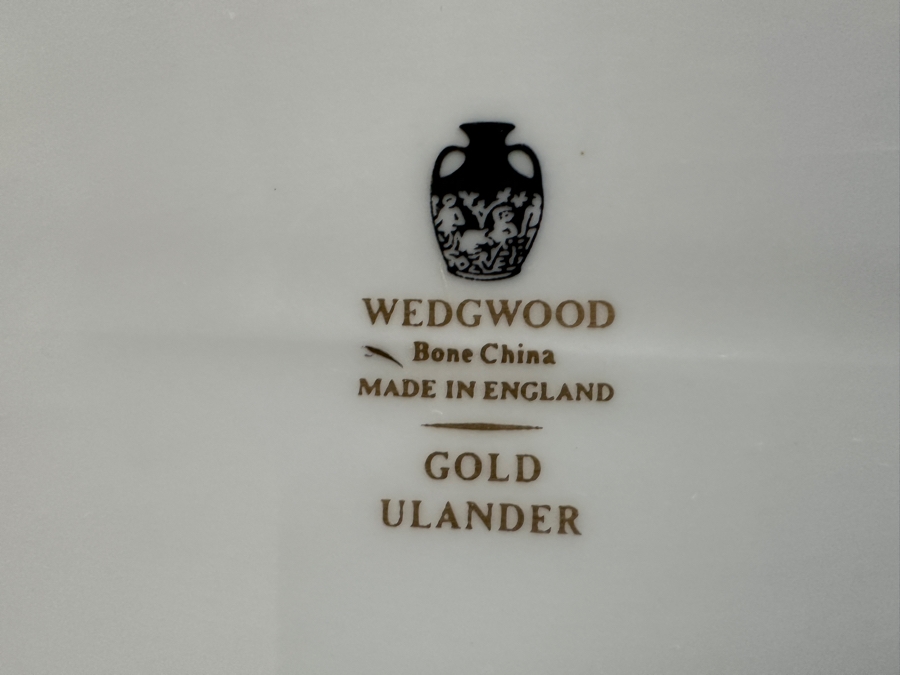 WEDGWOOD
Bone China
MADE IN ENGLAND
GOLD
ULANDER